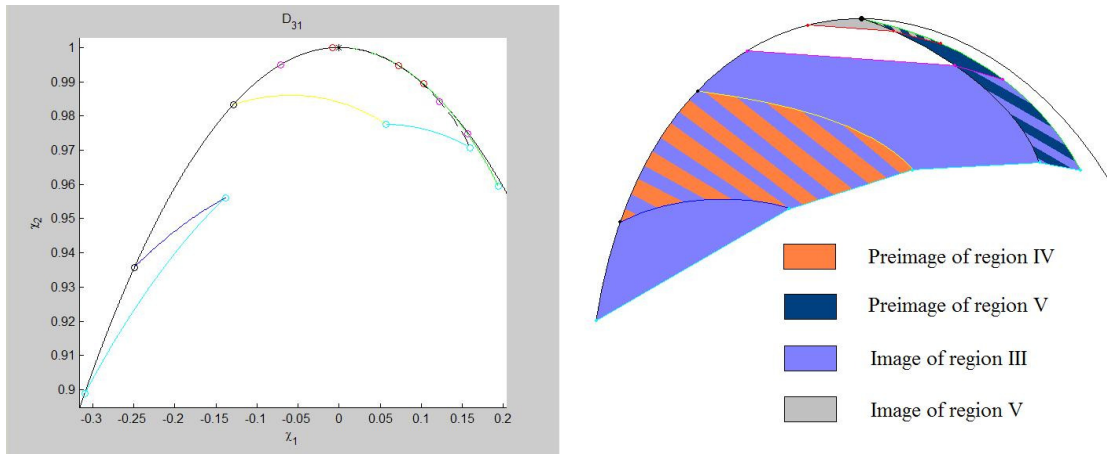 D31
1
0.99
0.98
0.97
0.96
0.95
0.94
0.93
0.92
0.91
0.9
χ2
-0.3 -0.25 -0.2 -0.15 -0.1 -0.05 0 0.05 0.1 0.15 0.2
χ1
Preimage of region IV
Preimage of region V
Image of region III
Image of region V